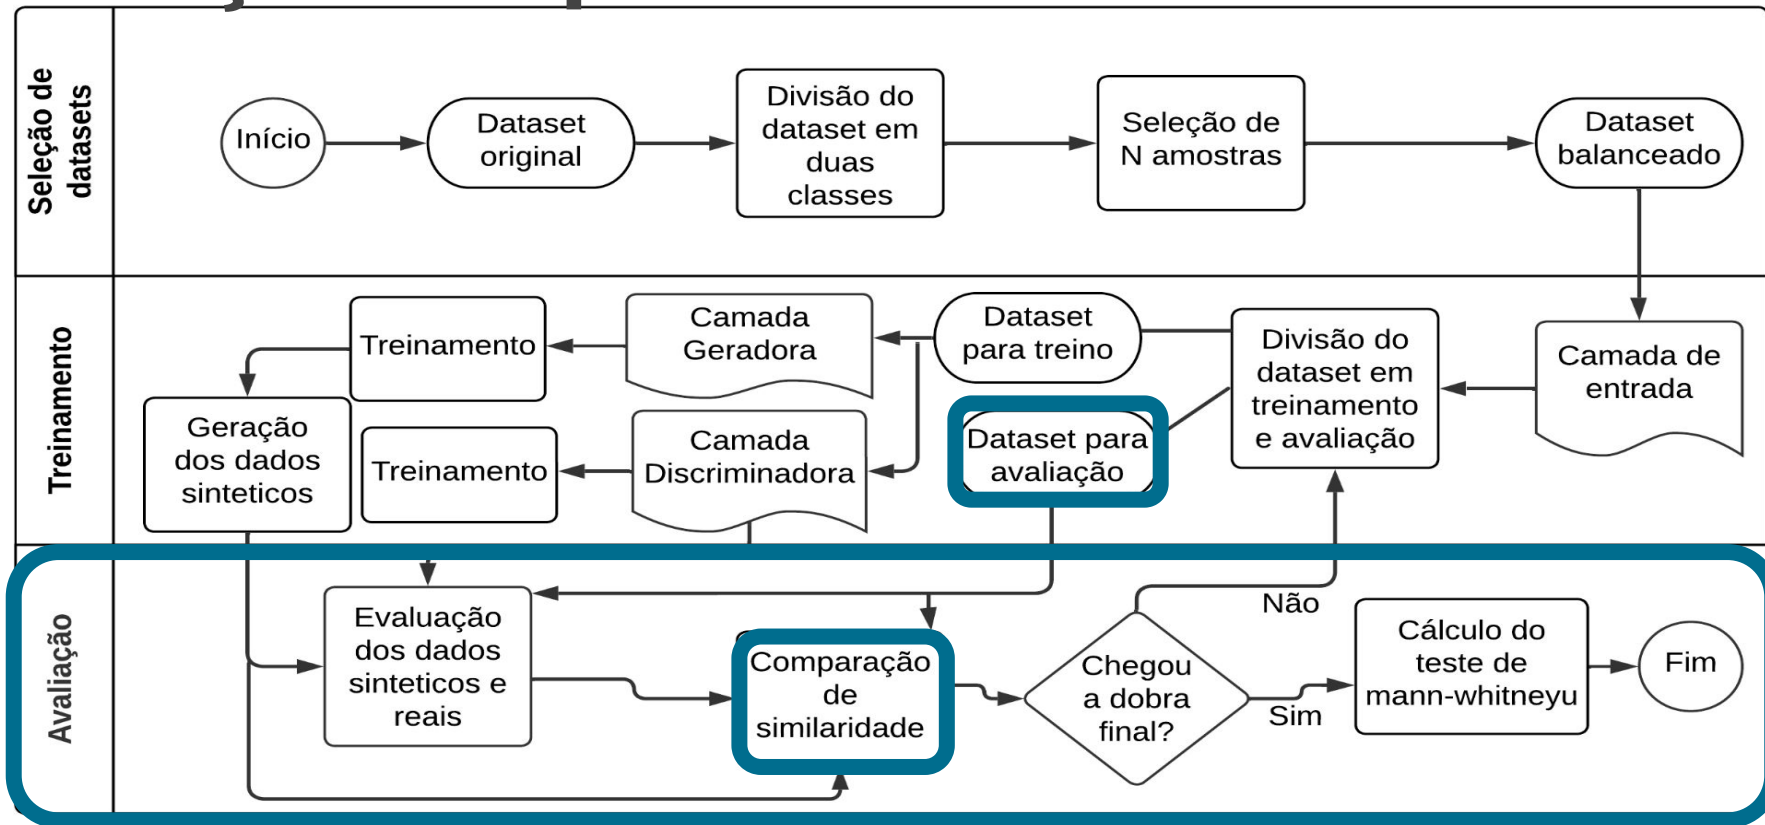 Seleção de
datasets
Início
Dataset
original
Divisão do
dataset em
duas
classes
Seleção de
N amostras
Dataset
balanceado
Treinamento
Treinamento
Camada
Geradora
Dataset
para treino
Divisão do
dataset em
treinamento
e avaliação
Camada de
entrada
Geração
dos dados
sinteticos
Treinamento
Camada
Discriminadora
Dataset para
avaliação
Avaliação
Evaluação
dos dados
sinteticos e
reais
Comparação
de
similaridade
Chegou
a dobra
final?
Não
Sim
Cálculo do
teste de
mann-whitneyu
Fim